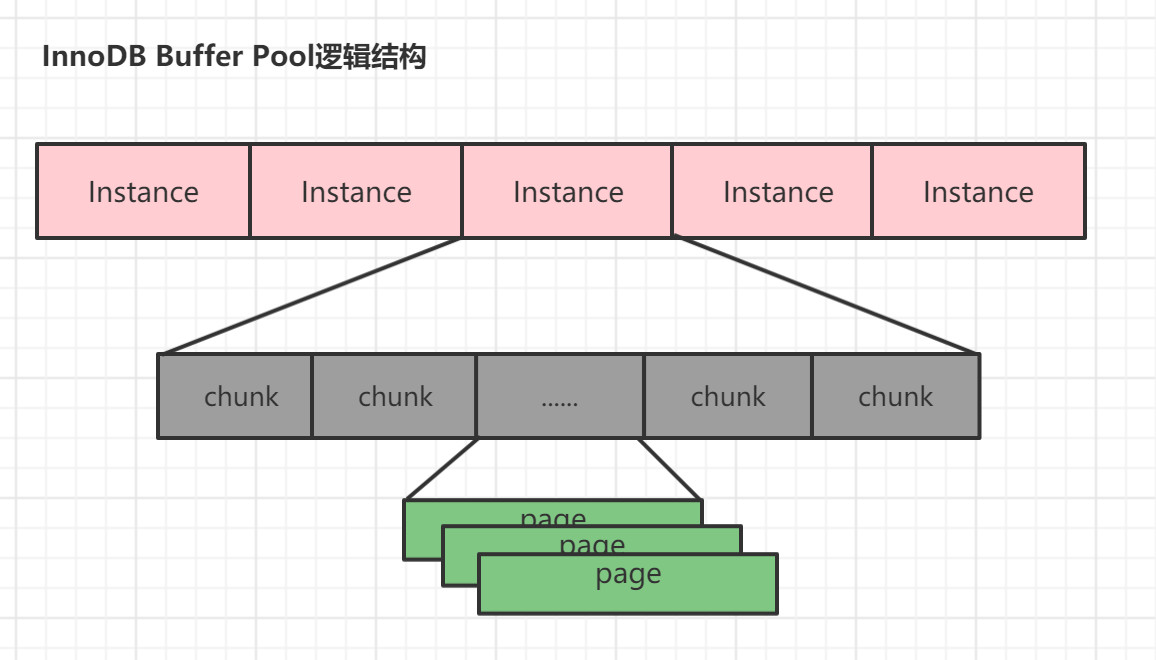 InnoDB Buffer Pool逻辑结构
Instance Instance Instance Instance Instance
chunk chunk ...... chunk chunk
page
page
page